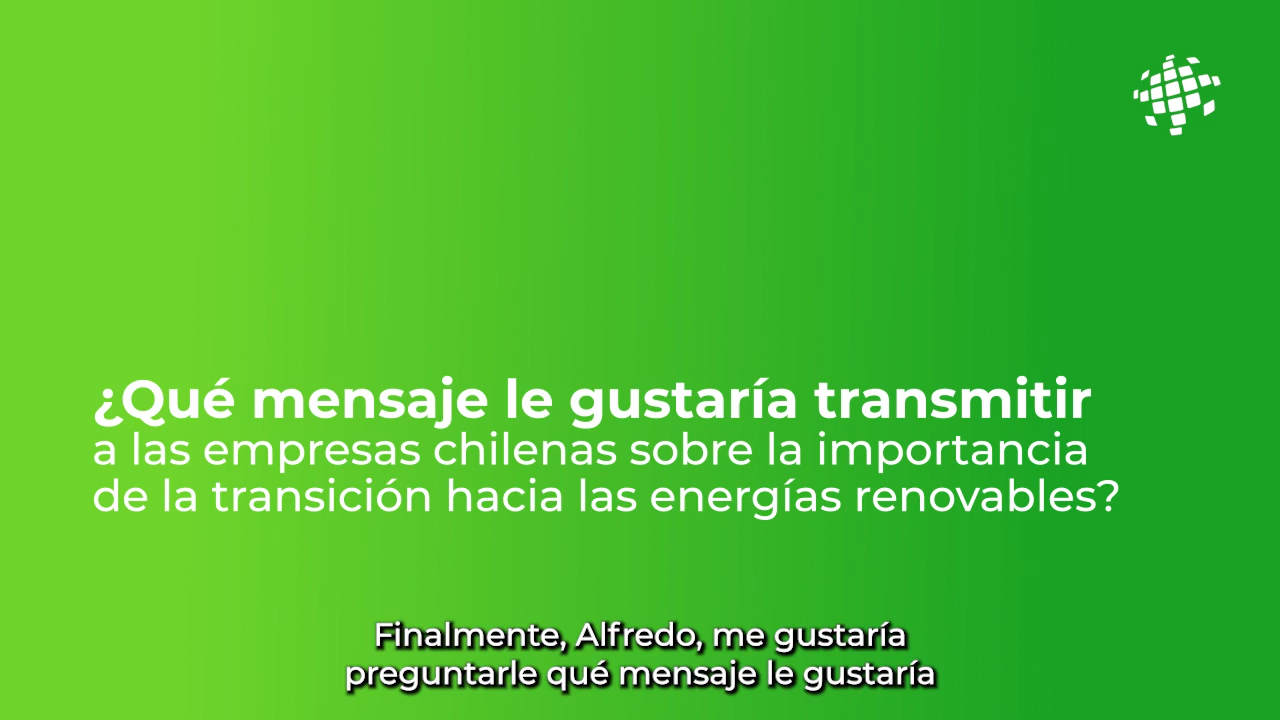 ¿Qué mensaje le gustaría transmitir
a las empresas chilenas sobre la importancia
de la transición hacia las energías renovables?
Finalmente, Alfredo, me gustaría
preguntarle qué mensaje le gustaría